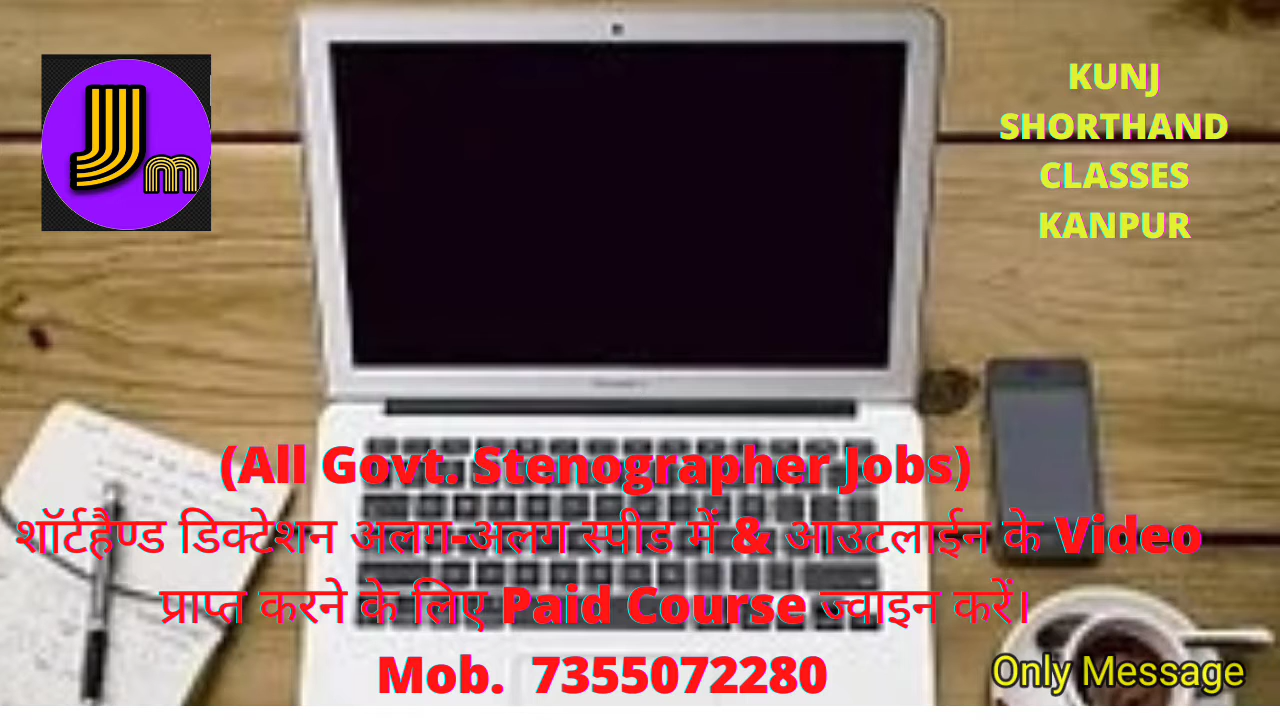 Jm
KUNJ
SHORTHAND
CLASSES
KANPUR
(All Govt. Stenographer Jobs)
शॉर्टहैण्ड डिक्टेशन अलग-अलग स्पीड में & आउटलाईन के Video
प्राप्त करने के लिए Paid Course ज्वाइन करें।
Mob. 7355072280
Only Message